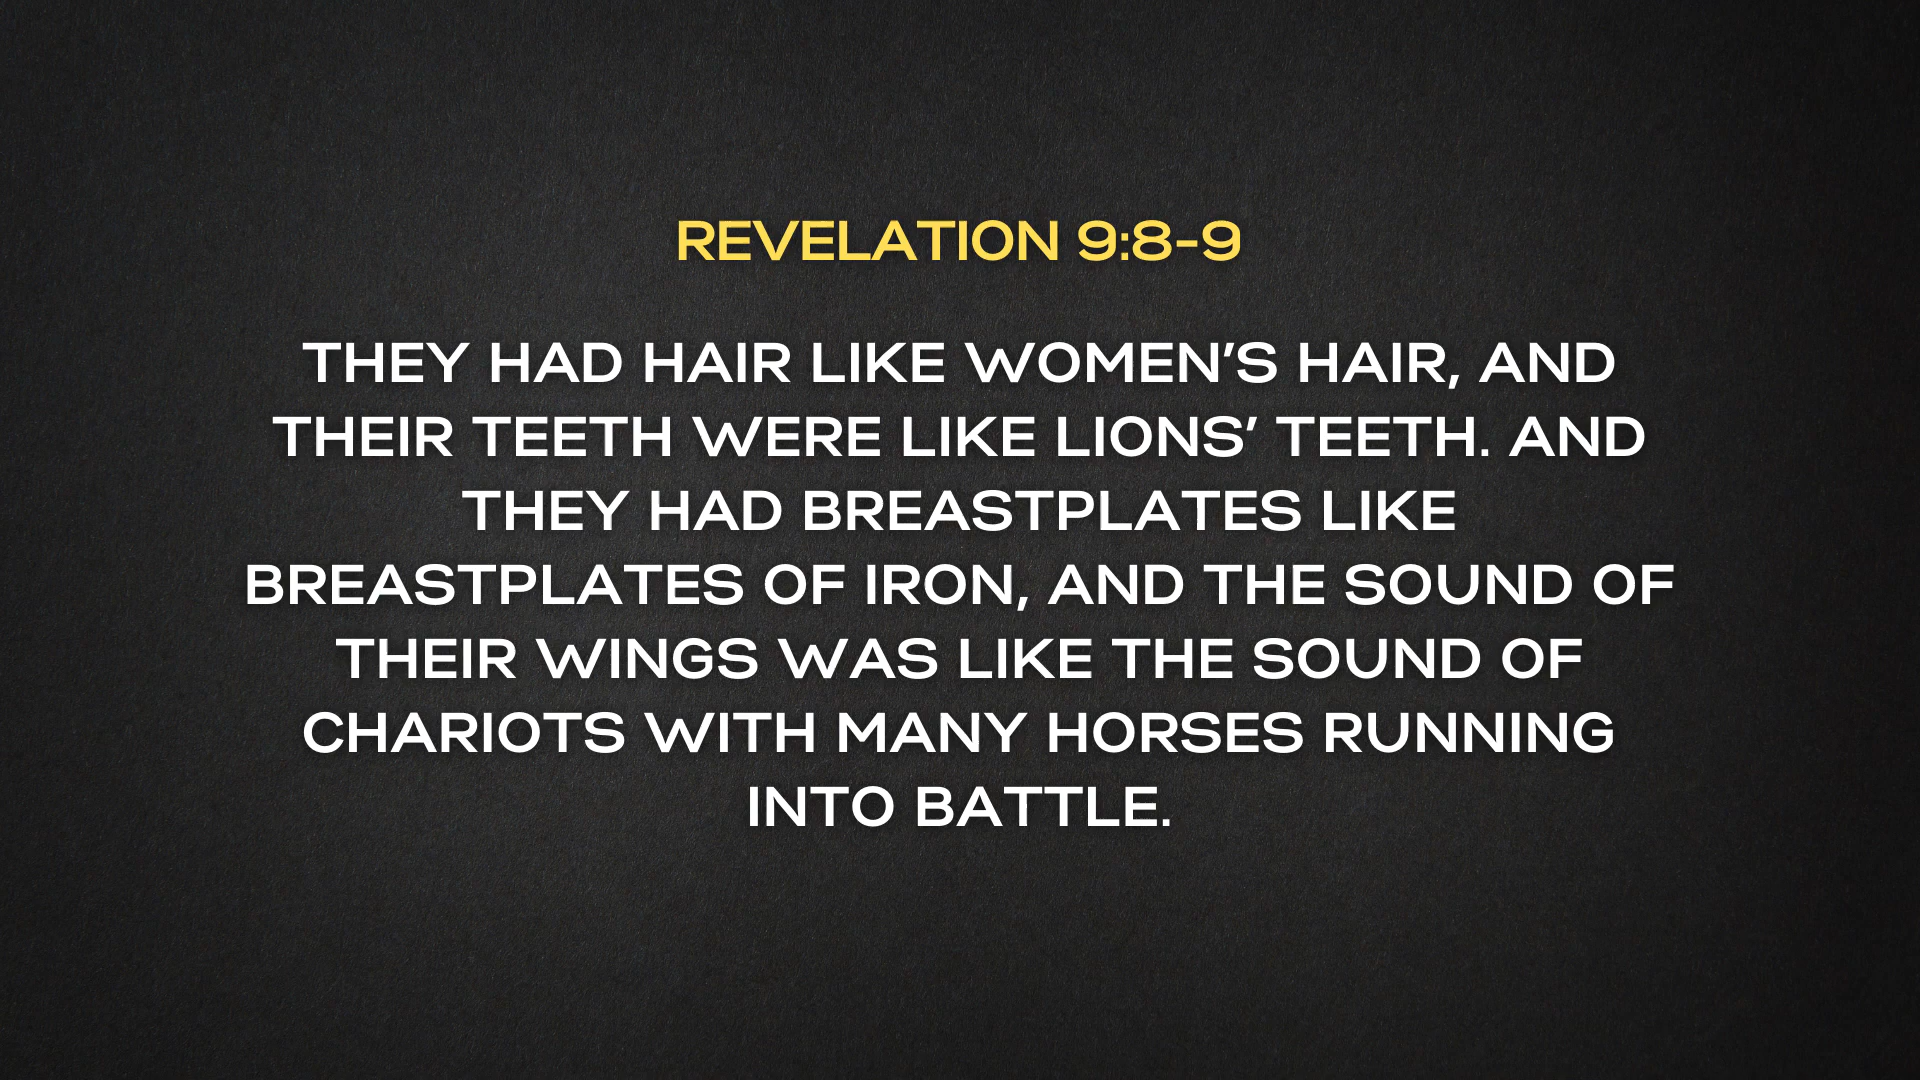 REVELATION 9:8-9
THEY HAD HAIR LIKE WOMEN’S HAIR, AND
THEIR TEETH WERE LIKE LIONS’ TEETH. AND
THEY HAD BREASTPLATES LIKE
BREASTPLATES OF IRON, AND THE SOUND OF
THEIR WINGS WAS LIKE THE SOUND OF
CHARIOTS WITH MANY HORSES RUNNING
INTO BATTLE.